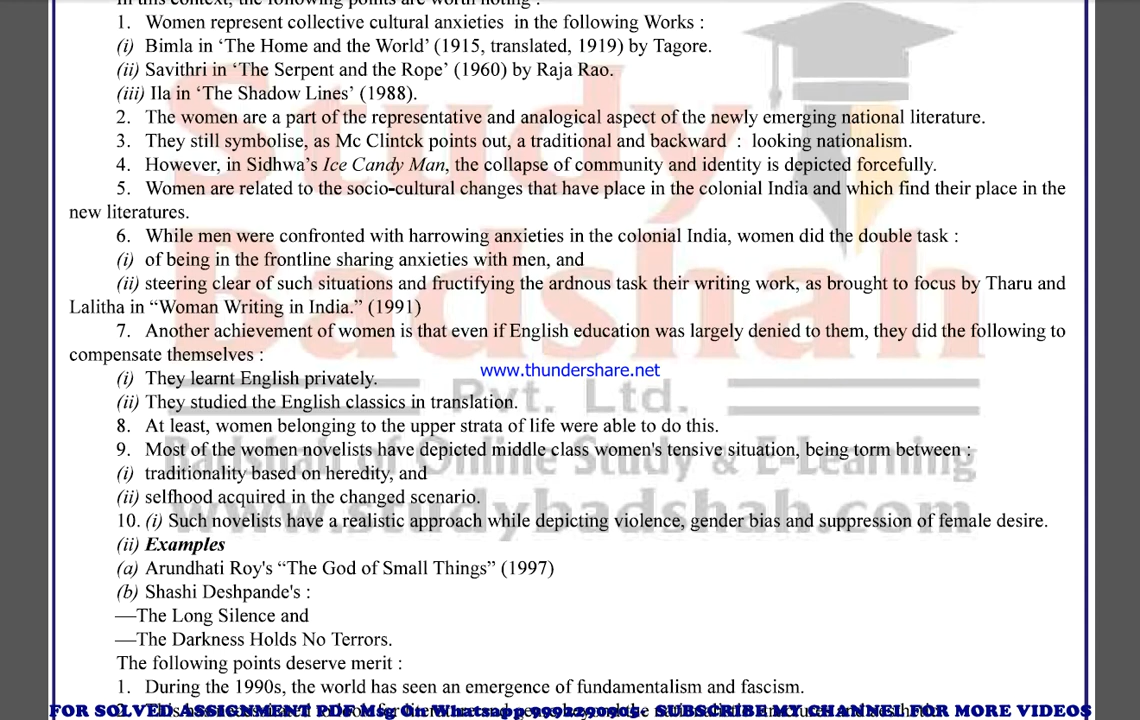 In this context, the following points are worth noting :
1. Women represent collective cultural anxieties in the following Works :
(i) Bimla in ‘The Home and the World’ (1915, translated, 1919) by Tagore.
(ii) Savithri in ‘The Serpent and the Rope’ (1960) by Raja Rao.
(iii) Ila in ‘The Shadow Lines’ (1988).
2. The women are a part of the representative and analogical aspect of the newly emerging national literature.
3. They still symbolise, as Mc Clintck points out, a traditional and backward : looking nationalism.
4. However, in Sidhwa’s Ice Candy Man, the collapse of community and identity is depicted forcefully.
5. Women are related to the socio-cultural changes that have place in the colonial India and which find their place in the
new literatures.
6. While men were confronted with harrowing anxieties in the colonial India, women did the double task :
(i) of being in the frontline sharing anxieties with men, and
(ii) steering clear of such situations and fructifying the ardnous task their writing work, as brought to focus by Tharu and
Lalitha in “Woman Writing in India.” (1991)
7. Another achievement of women is that even if English education was largely denied to them, they did the following to
compensate themselves :
www.thundershare.net
(i) They learnt English privately.
(ii) They studied the English classics in translation.
8. At least, women belonging to the upper strata of life were able to do this.
9. Most of the women novelists have depicted middle class women's tensive situation, being torm between :
(i) traditionality based on heredity, and
(ii) selfhood acquired in the changed scenario.
10. (i) Such novelists have a realistic approach while depicting violence, gender bias and suppression of female desire.
(ii) Examples
(a) Arundhati Roy's “The God of Small Things” (1997)
(b) Shashi Deshpande's :
—The Long Silence and
—The Darkness Holds No Terrors.
The following points deserve merit :
1. During the 1990s, the world has seen an emergence of fundamentalism and fascism.
FOR SOLVED ASSIGNMENT PDF Msg On Whatsapp 9992290905- SUBSCRIBE MY CHANNEL FOR MORE VIDEOS
Study
Badshah
Pvt. Ltd.
Badshah of Online Study & E-Learning
www.studybadshah.com